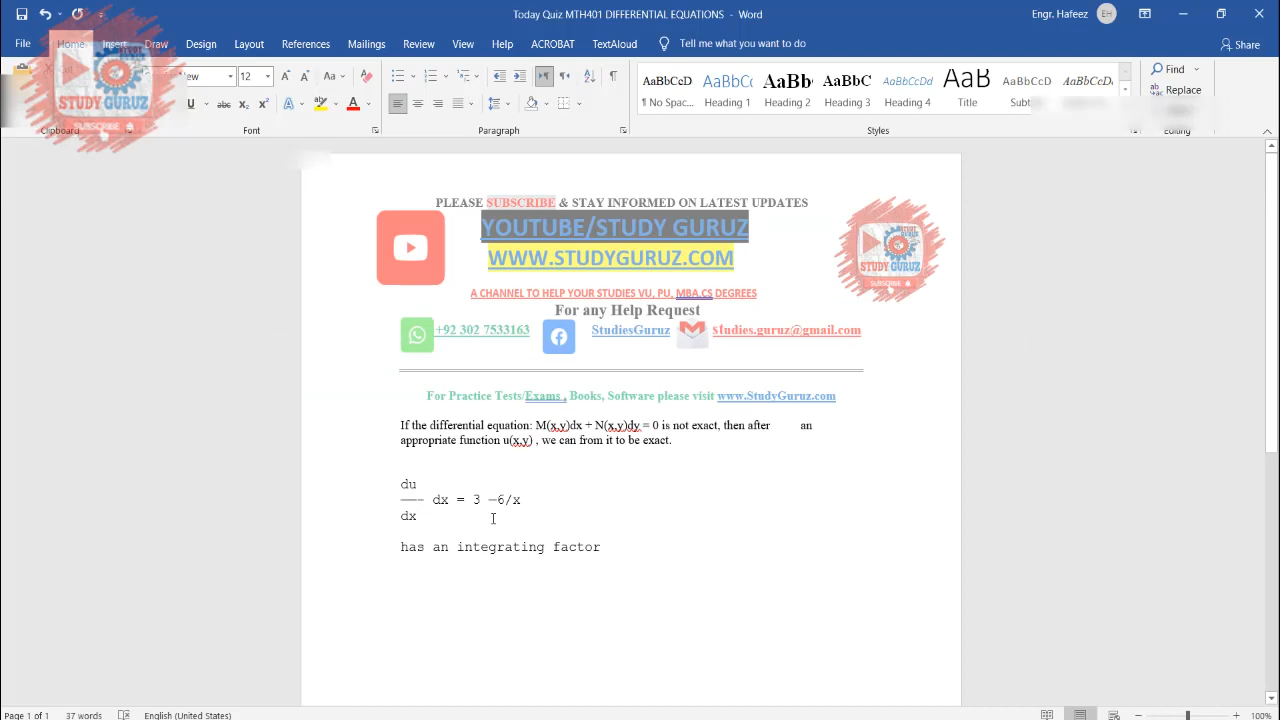 Today Quiz MTH401 DIFFERENTIAL EQUATIONS - Word
Engr. Hafeez EH
File Home Insert Draw Design Layout References Mailings Review View Help ACROBAT TextAloud Tell me what you want to do Share
12 Aa
AaBbCcD AaBbC AaBb AaBbC AaBbCcDd AaB AaBbCcD AaBbCcDd
¶ No Spac... Heading 1 Heading 2 Heading 3 Heading 4 Title Subt
Find
Replace
Clipboard Font Paragraph Styles Editing
STUDY GURUZ
SUBSCRIBE
PLEASE SUBSCRIBE & STAY INFORMED ON LATEST UPDATES
YOUTUBE/STUDY GURUZ
WWW.STUDYGURUZ.COM
STUDY GURUZ
SUBSCRIBE
A CHANNEL TO HELP YOUR STUDIES VU, PU, MBA,CS DEGREES
For any Help Request
+92 302 7533163 StudiesGuruz studies.guruz@gmail.com
For Practice Tests/Exams , Books, Software please visit www.StudyGuruz.com
If the differential equation: M(x,y)dx + N(x,y)dy = 0 is not exact, then after an
appropriate function u(x,y) , we can from it to be exact.
du
—— dx = 3 —6/x
dx
has an integrating factor
Page 1 of 1 37 words English (United States) 100%